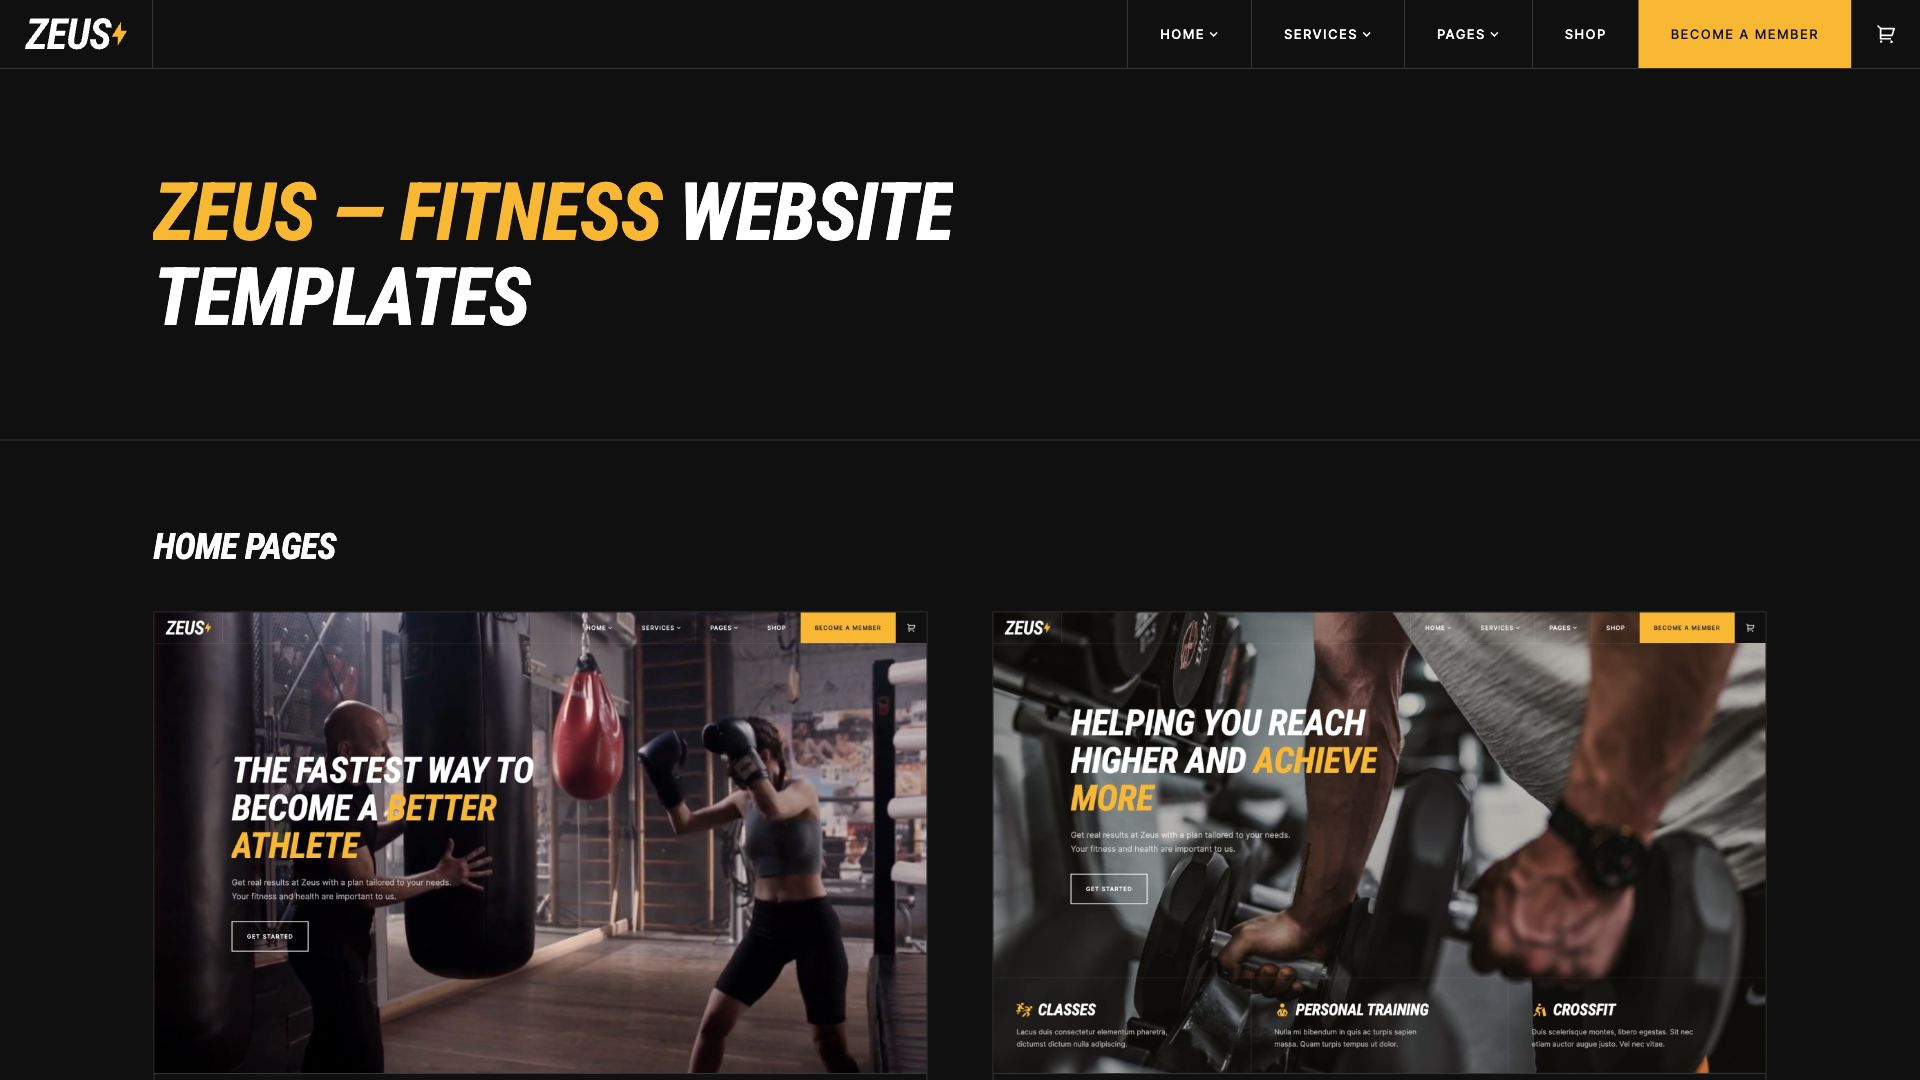 ZEUS
HOME
SERVICES
PAGES
SHOP
BECOME A MEMBER
ZEUS — FITNESS WEBSITE
TEMPLATES
HOME PAGES
ZEUS
HOME
SERVICES
PAGES
SHOP
BECOME A MEMBER
THE FASTEST WAY TO
BECOME A BETTER
ATHLETE
Get real results at Zeus with a plan tailored to your needs.
Your fitness and health are important to us.
GET STARTED
ZEUS
HOME
SERVICES
PAGES
SHOP
BECOME A MEMBER
HELPING YOU REACH
HIGHER AND ACHIEVE
MORE
Get real results at Zeus with a plan tailored to your needs.
Your fitness and health are important to us.
GET STARTED
CLASSES
Lacus duis consectetur elementum pharetra,
dictumst dictum nulla adipiscing.
PERSONAL TRAINING
Nulla mi bibendum in quis ac turpis sapien
massa. Quam turpis tempus ut dolor.
CROSSFIT
Duis scelerisque montes, libero egestas. Sit nec
etiam auctor augue justo. Vel nec vitae.